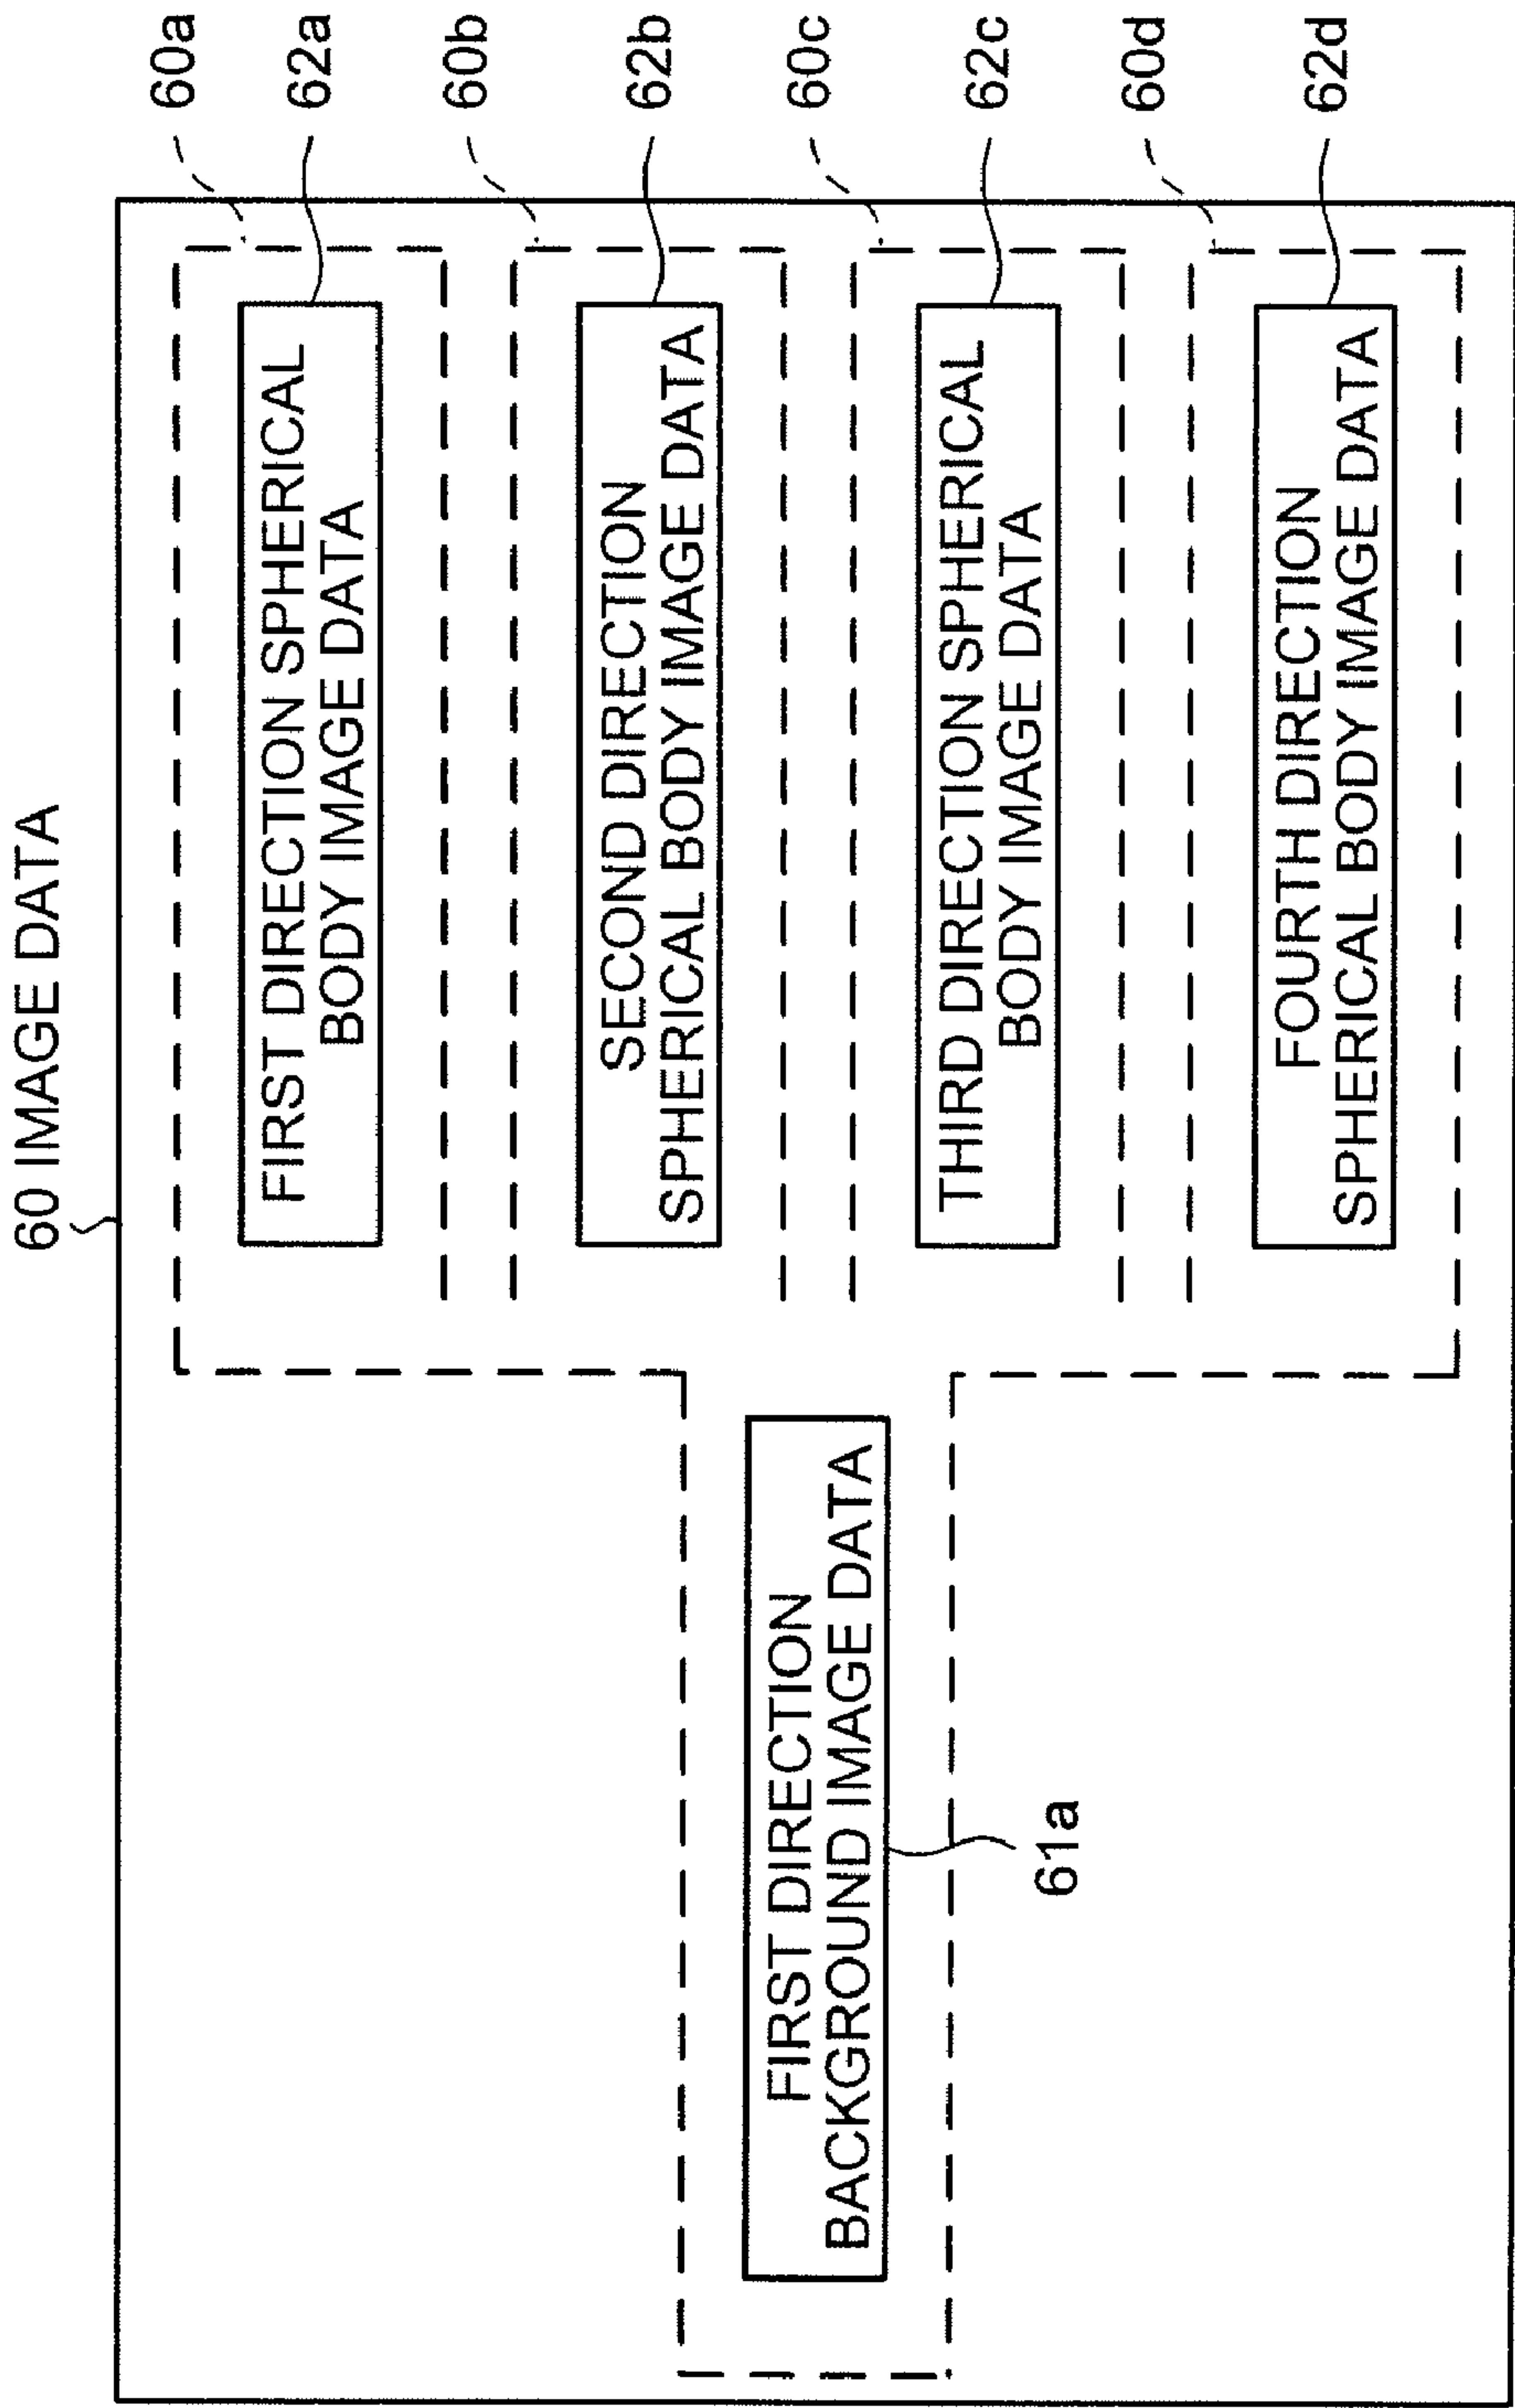 60 IMAGE DATA
FIRST DIRECTION
BACKGROUND IMAGE DATA
61a
FIRST DIRECTION SPHERICAL
BODY IMAGE DATA
60a
62a
SECOND DIRECTION
SPHERICAL BODY IMAGE DATA
60b
62b
THIRD DIRECTION SPHERICAL
BODY IMAGE DATA
60c
62c
FOURTH DIRECTION
SPHERICAL BODY IMAGE DATA
60d
62d